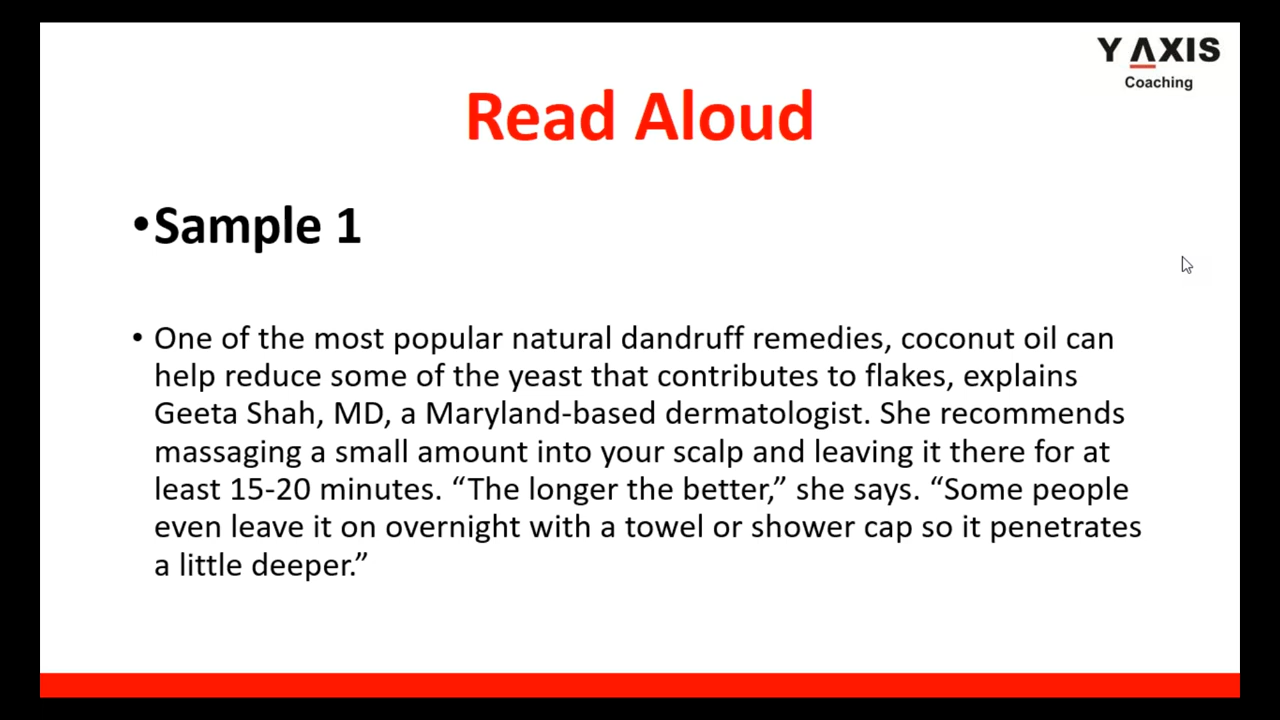 Y AXIS
Coaching
Read Aloud
•Sample 1
• One of the most popular natural dandruff remedies, coconut oil can
help reduce some of the yeast that contributes to flakes, explains
Geeta Shah, MD, a Maryland-based dermatologist. She recommends
massaging a small amount into your scalp and leaving it there for at
least 15-20 minutes. “The longer the better,” she says. “Some people
even leave it on overnight with a towel or shower cap so it penetrates
a little deeper.”